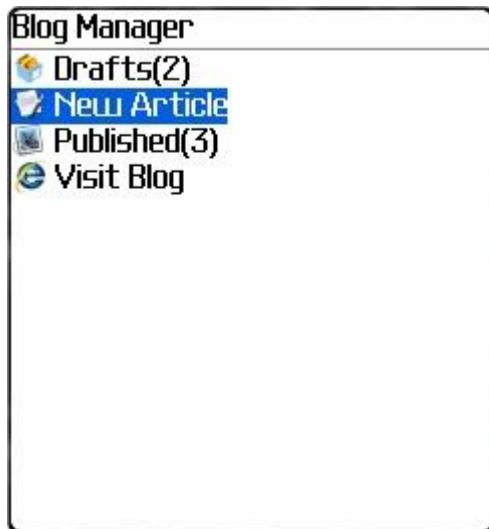 Blog Manager
Drafts(2)
New Article
Published(3)
Visit Blog